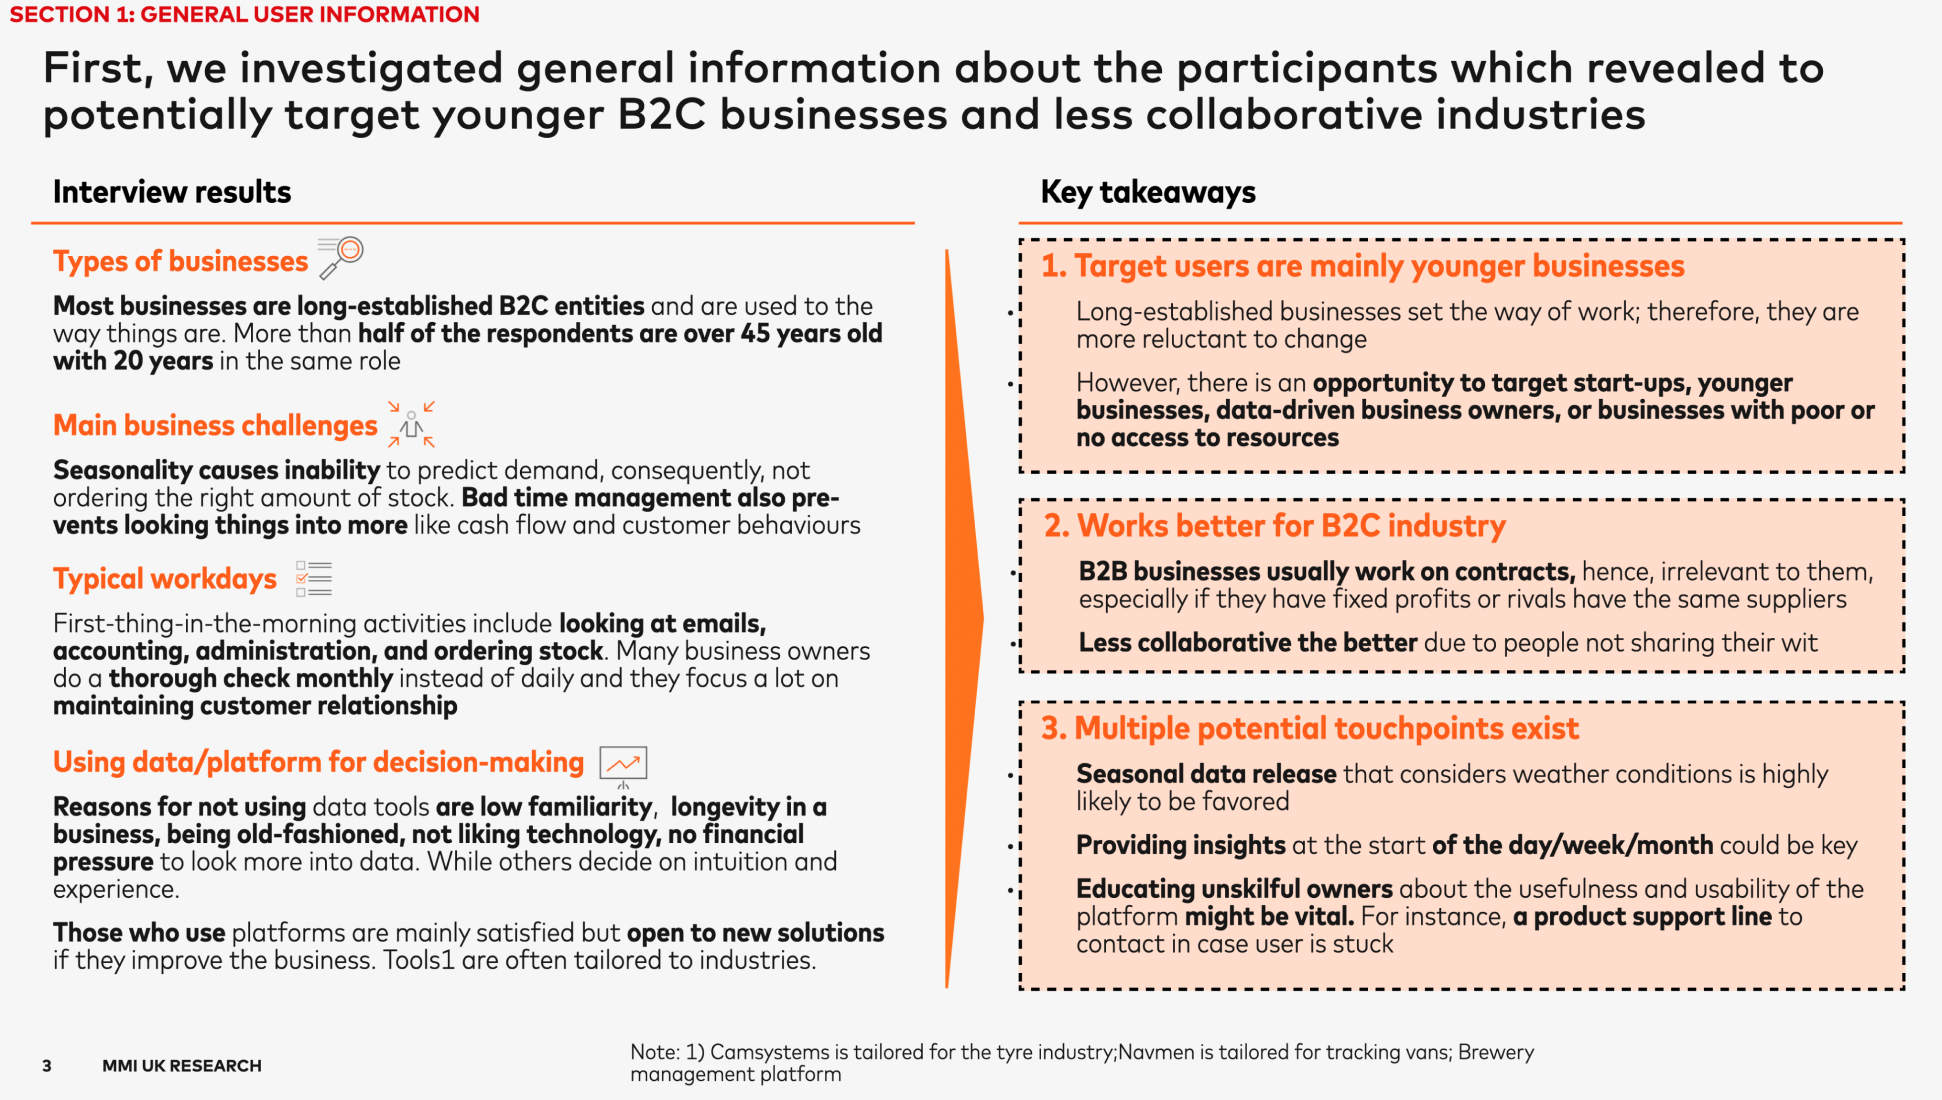 SECTION 1: GENERAL USER INFORMATION
First, we investigated general information about the participants which revealed to
potentially target younger B2C businesses and less collaborative industries
Interview results
Types of businesses
Most businesses are long-established B2C entities and are used to the
way things are. More than half of the respondents are over 45 years old
with 20 years in the same role
Main business challenges
Seasonality causes inability to predict demand, consequently, not
ordering the right amount of stock. Bad time management also pre-
vents looking things into more like cash flow and customer behaviours
Typical workdays
First-thing-in-the-morning activities include looking at emails,
accounting, administration, and ordering stock. Many business owners
do a thorough check monthly instead of daily and they focus a lot on
maintaining customer relationship
Using data/platform for decision-making
Reasons for not using data tools are low familiarity, longevity in a
business, being old-fashioned, not liking technology, no financial
pressure to look more into data. While others decide on intuition and
experience.
Those who use platforms are mainly satisfied but open to new solutions
if they improve the business. Tools1 are often tailored to industries.
Key takeaways
1. Target users are mainly younger businesses
• Long-established businesses set the way of work; therefore, they are
more reluctant to change
• However, there is an opportunity to target start-ups, younger
businesses, data-driven business owners, or businesses with poor or
no access to resources
2. Works better for B2C industry
• B2B businesses usually work on contracts, hence, irrelevant to them,
especially if they have fixed profits or rivals have the same suppliers
• Less collaborative the better due to people not sharing their wit
3. Multiple potential touchpoints exist
• Seasonal data release that considers weather conditions is highly
likely to be favored
• Providing insights at the start of the day/week/month could be key
• Educating unskilful owners about the usefulness and usability of the
platform might be vital. For instance, a product support line to
contact in case user is stuck
3 MMI UK RESEARCH
Note: 1) Camsystems is tailored for the tyre industry;Navmen is tailored for tracking vans; Brewery
management platform